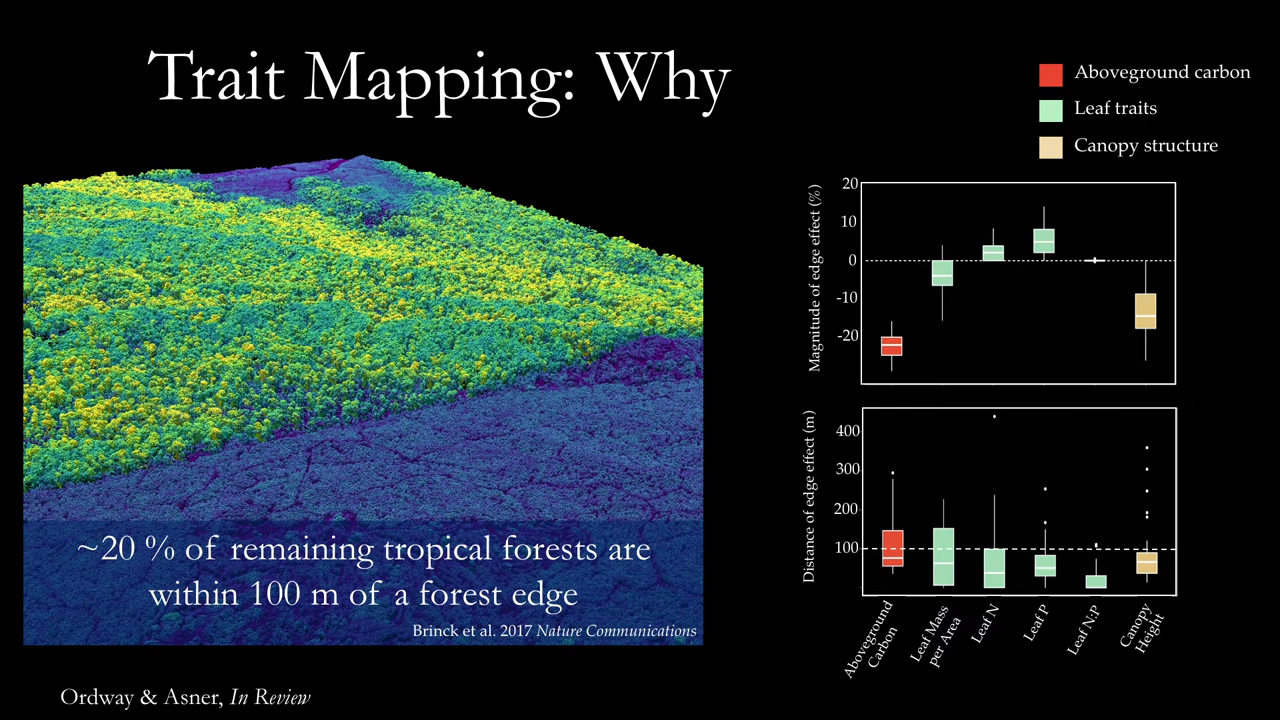 Trait Mapping: Why
Aboveground carbon
Leaf traits
Canopy structure
Magnitude of edge effect (%)
20
10
0
-10
-20
Distance of edge effect (m)
400
300
200
100
Aboveground
Carbon
Leaf Mass
per Area
Leaf N
Leaf P
Leaf N:P
Canopy
Height
~20 % of remaining tropical forests are
within 100 m of a forest edge
Brinck et al. 2017 Nature Communications
Ordway & Asner, In Review